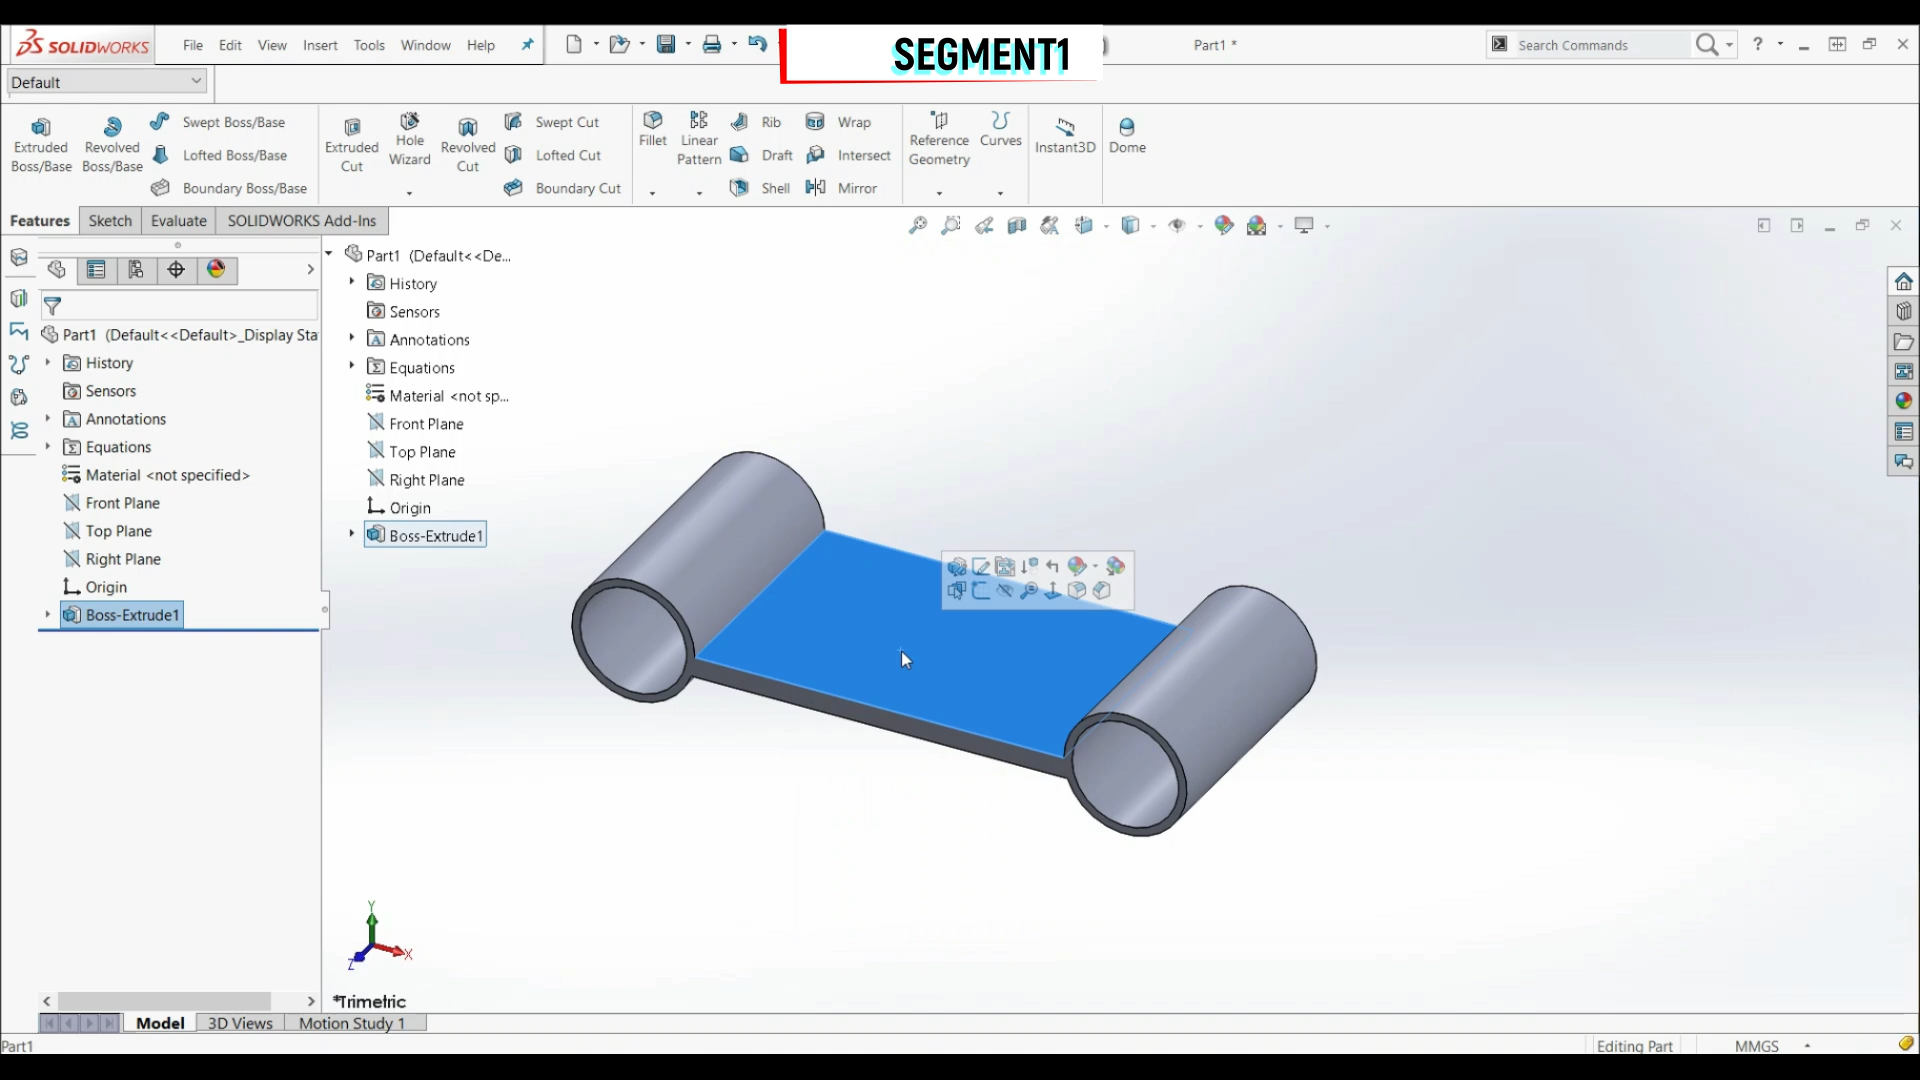 SOLIDWORKS
File Edit View Insert Tools Window Help
SEGMENT1
Part1 *
Search Commands
?
Default
Extruded Boss/Base
Revolved Boss/Base
Swept Boss/Base
Lofted Boss/Base
Boundary Boss/Base
Extruded Cut
Hole Wizard
Revolved Cut
Swept Cut
Lofted Cut
Boundary Cut
Fillet
Linear Pattern
Rib
Draft
Shell
Wrap
Intersect
Mirror
Reference Geometry
Curves
Instant3D
Dome
Features Sketch Evaluate SOLIDWORKS Add-Ins
Part1 (Default<<Default>_Display Sta
History
Sensors
Annotations
Equations
Material <not specified>
Front Plane
Top Plane
Right Plane
Origin
Boss-Extrude1
Part1 (Default<<De...
History
Sensors
Annotations
Equations
Material <not sp...
Front Plane
Top Plane
Right Plane
Origin
Boss-Extrude1
Y
X
Z
*Trimetric
Model 3D Views Motion Study 1
Part1
Editing Part
MMGS